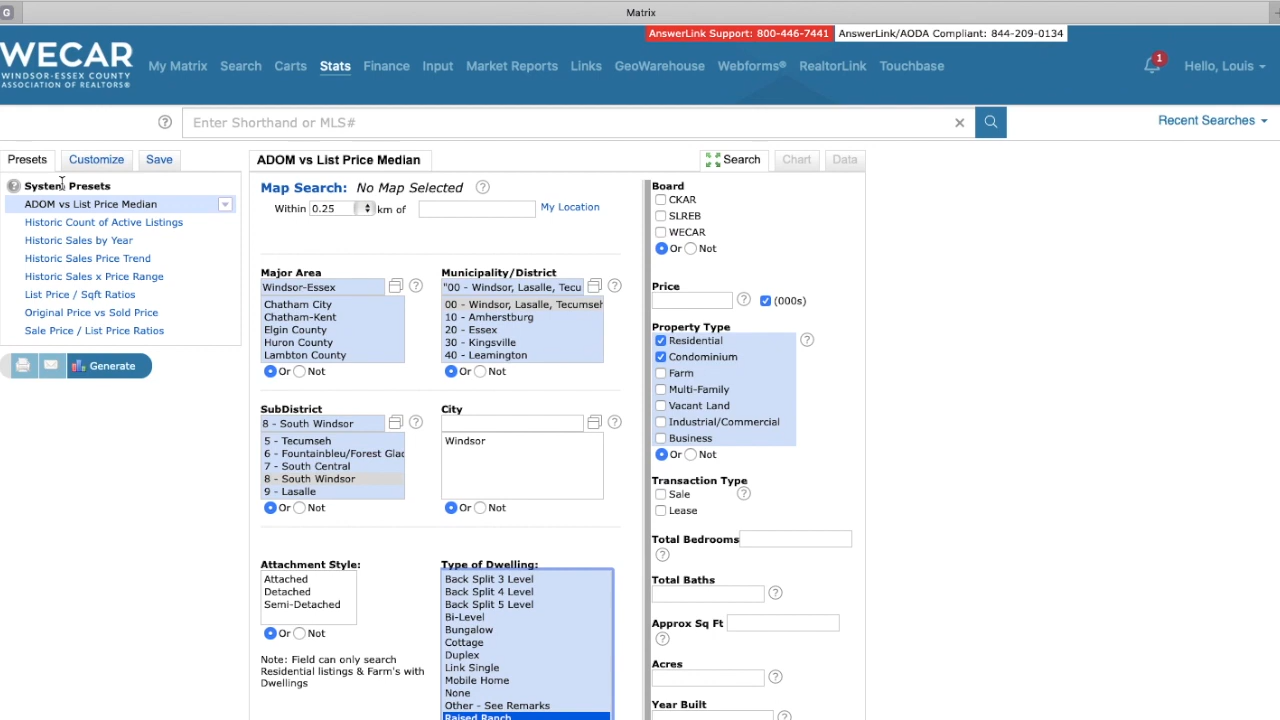 G
Matrix
AnswerLink Support: 800-446-7441 AnswerLink/AODA Compliant: 844-209-0134
WECAR
WINDSOR-ESSEX COUNTY
ASSOCIATION OF REALTORS®
My Matrix Search Carts Stats Finance Input Market Reports Links GeoWarehouse Webforms® RealtorLink Touchbase
1
Hello, Louis
? Enter Shorthand or MLS#
Recent Searches
Presets Customize Save
ADOM vs List Price Median
Search Chart Data
? System Presets
ADOM vs List Price Median
Historic Count of Active Listings
Historic Sales by Year
Historic Sales Price Trend
Historic Sales x Price Range
List Price / Sqft Ratios
Original Price vs Sold Price
Sale Price / List Price Ratios
Generate
Map Search: No Map Selected ?
Within 0.25 km of My Location
Major Area
Windsor-Essex ?
Chatham City
Chatham-Kent
Elgin County
Huron County
Lambton County
Or Not
Municipality/District
"00 - Windsor, Lasalle, Tecu ?
00 - Windsor, Lasalle, Tecumseh
10 - Amherstburg
20 - Essex
30 - Kingsville
40 - Leamington
Or Not
SubDistrict
8 - South Windsor ?
5 - Tecumseh
6 - Fountainbleu/Forest Glad
7 - South Central
8 - South Windsor
9 - Lasalle
Or Not
City
?
Windsor
Or Not
Attachment Style:
Attached
Detached
Semi-Detached
Or Not
Note: Field can only search
Residential listings & Farm's with
Dwellings
Type of Dwelling:
Back Split 3 Level
Back Split 4 Level
Back Split 5 Level
Bi-Level
Bungalow
Cottage
Duplex
Link Single
Mobile Home
None
Other - See Remarks
Raised Ranch
Board
CKAR
SLREB
WECAR
Or Not
Price
? (000s)
Property Type
Residential ?
Condominium
Farm
Multi-Family
Vacant Land
Industrial/Commercial
Business
Or Not
Transaction Type
Sale ?
Lease
Total Bedrooms
?
Total Baths
?
Approx Sq Ft
?
Acres
?
Year Built
?